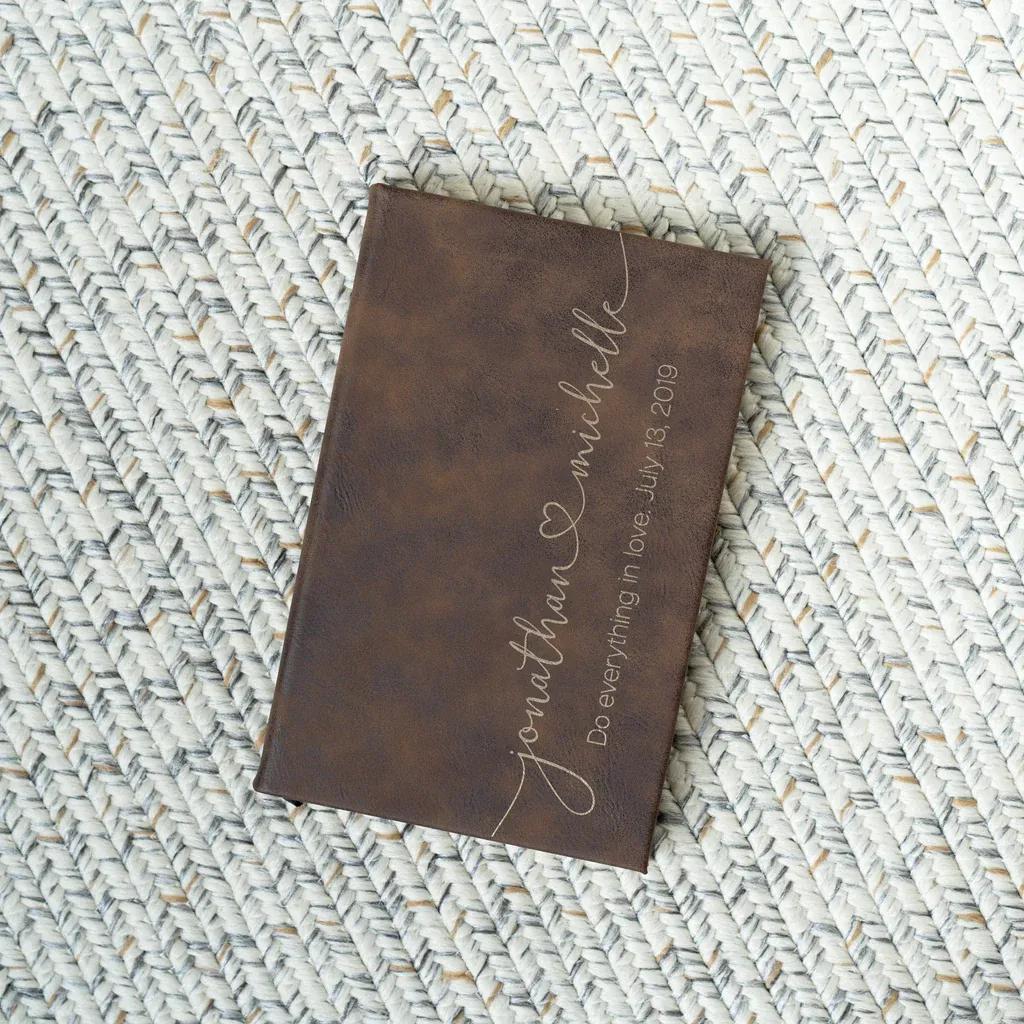 jonathan♡michelle
Do everything in love. July 13, 2019